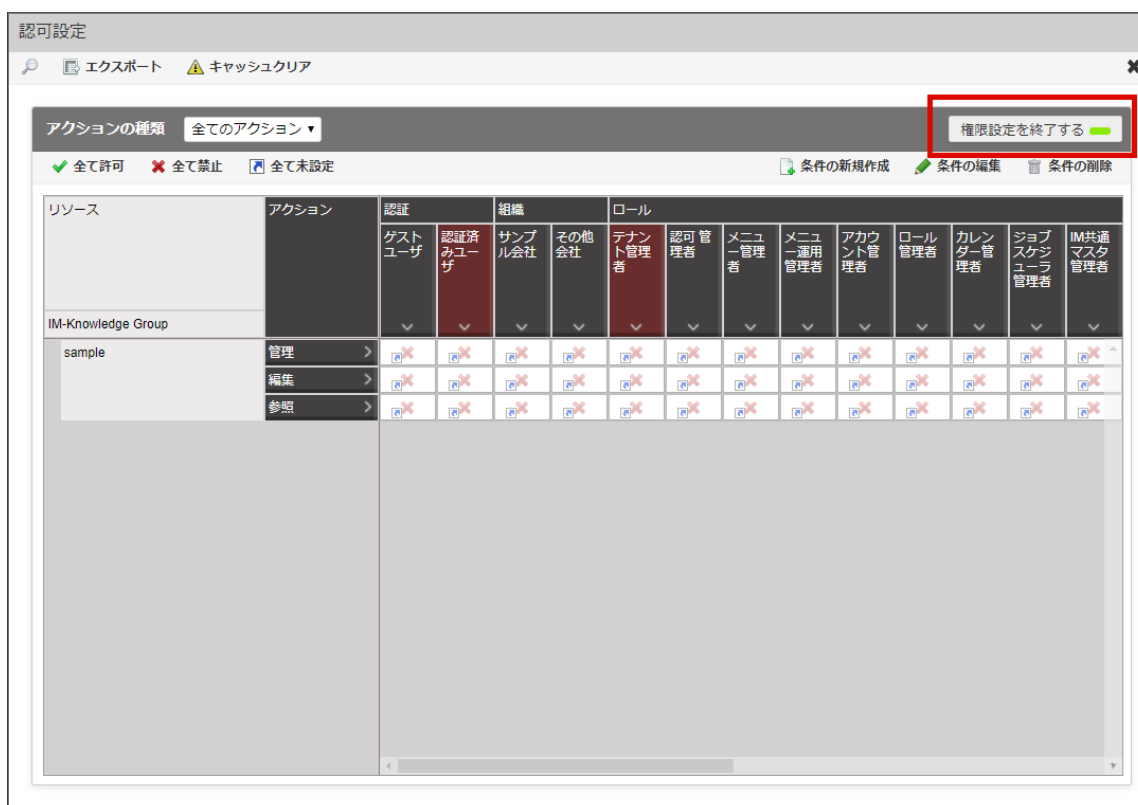 認可設定
エクスポート キャッシュクリア
アクションの種類 全てのアクション 権限設定を終了する
全て許可 全て禁止 全て未設定 条件の新規作成 条件の編集 条件の削除
リソース アクション 認証 組織 ロール
ゲスト
ユーザ
認証済
みユー
ザ
サンプ
ル会社
その他
会社
テナン
ト管理
者
認可 管
理者
メニュ
ー管理
者
メニュ
ー運用
管理者
アカウ
ント管
理者
ロール
管理者
カレン
ダー管
理者
ジョブ
スケジ
ューラ
管理者
IM共通
マスタ
管理者
IM-Knowledge Group
sample 管理
編集
参照